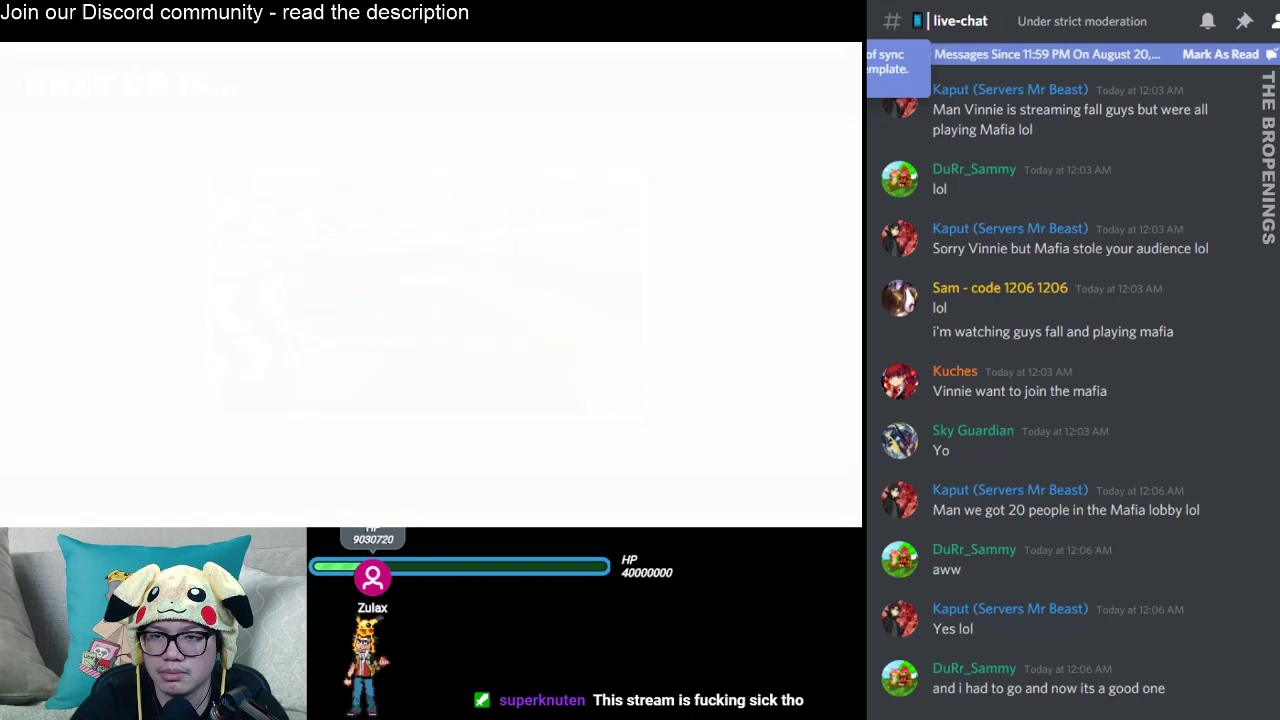 Join our Discord community - read the description
# | live-chat Under strict moderation
of sync
Messages Since 11:59 PM On August 20,... Mark As Read
emplate.
Kaput (Servers Mr Beast) Today at 12:03 AM
Man Vinnie is streaming fall guys but were all
playing Mafia lol
DuRr_Sammy Today at 12:03 AM
lol
Kaput (Servers Mr Beast) Today at 12:03 AM
Sorry Vinnie but Mafia stole your audience lol
Sam - code 1206 1206 Today at 12:03 AM
lol
i'm watching guys fall and playing mafia
Kuches Today at 12:03 AM
Vinnie want to join the mafia
Sky Guardian Today at 12:03 AM
Yo
Kaput (Servers Mr Beast) Today at 12:06 AM
Man we got 20 people in the Mafia lobby lol
DuRr_Sammy Today at 12:06 AM
aww
Kaput (Servers Mr Beast) Today at 12:06 AM
Yes lol
DuRr_Sammy Today at 12:06 AM
and i had to go and now its a good one
THE BROPENINGS
HP
9030720
HP
40000000
Zulax
superknuten This stream is fucking sick tho